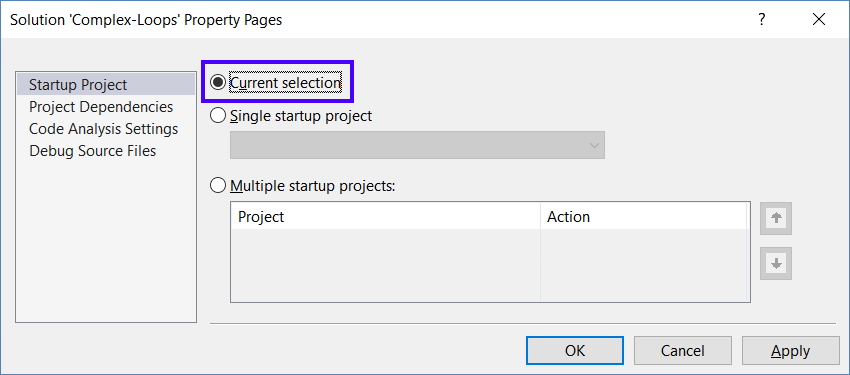 Solution 'Complex-Loops' Property Pages
?
Startup Project
Project Dependencies
Code Analysis Settings
Debug Source Files
Current selection
Single startup project
Multiple startup projects:
Project Action
OK Cancel Apply